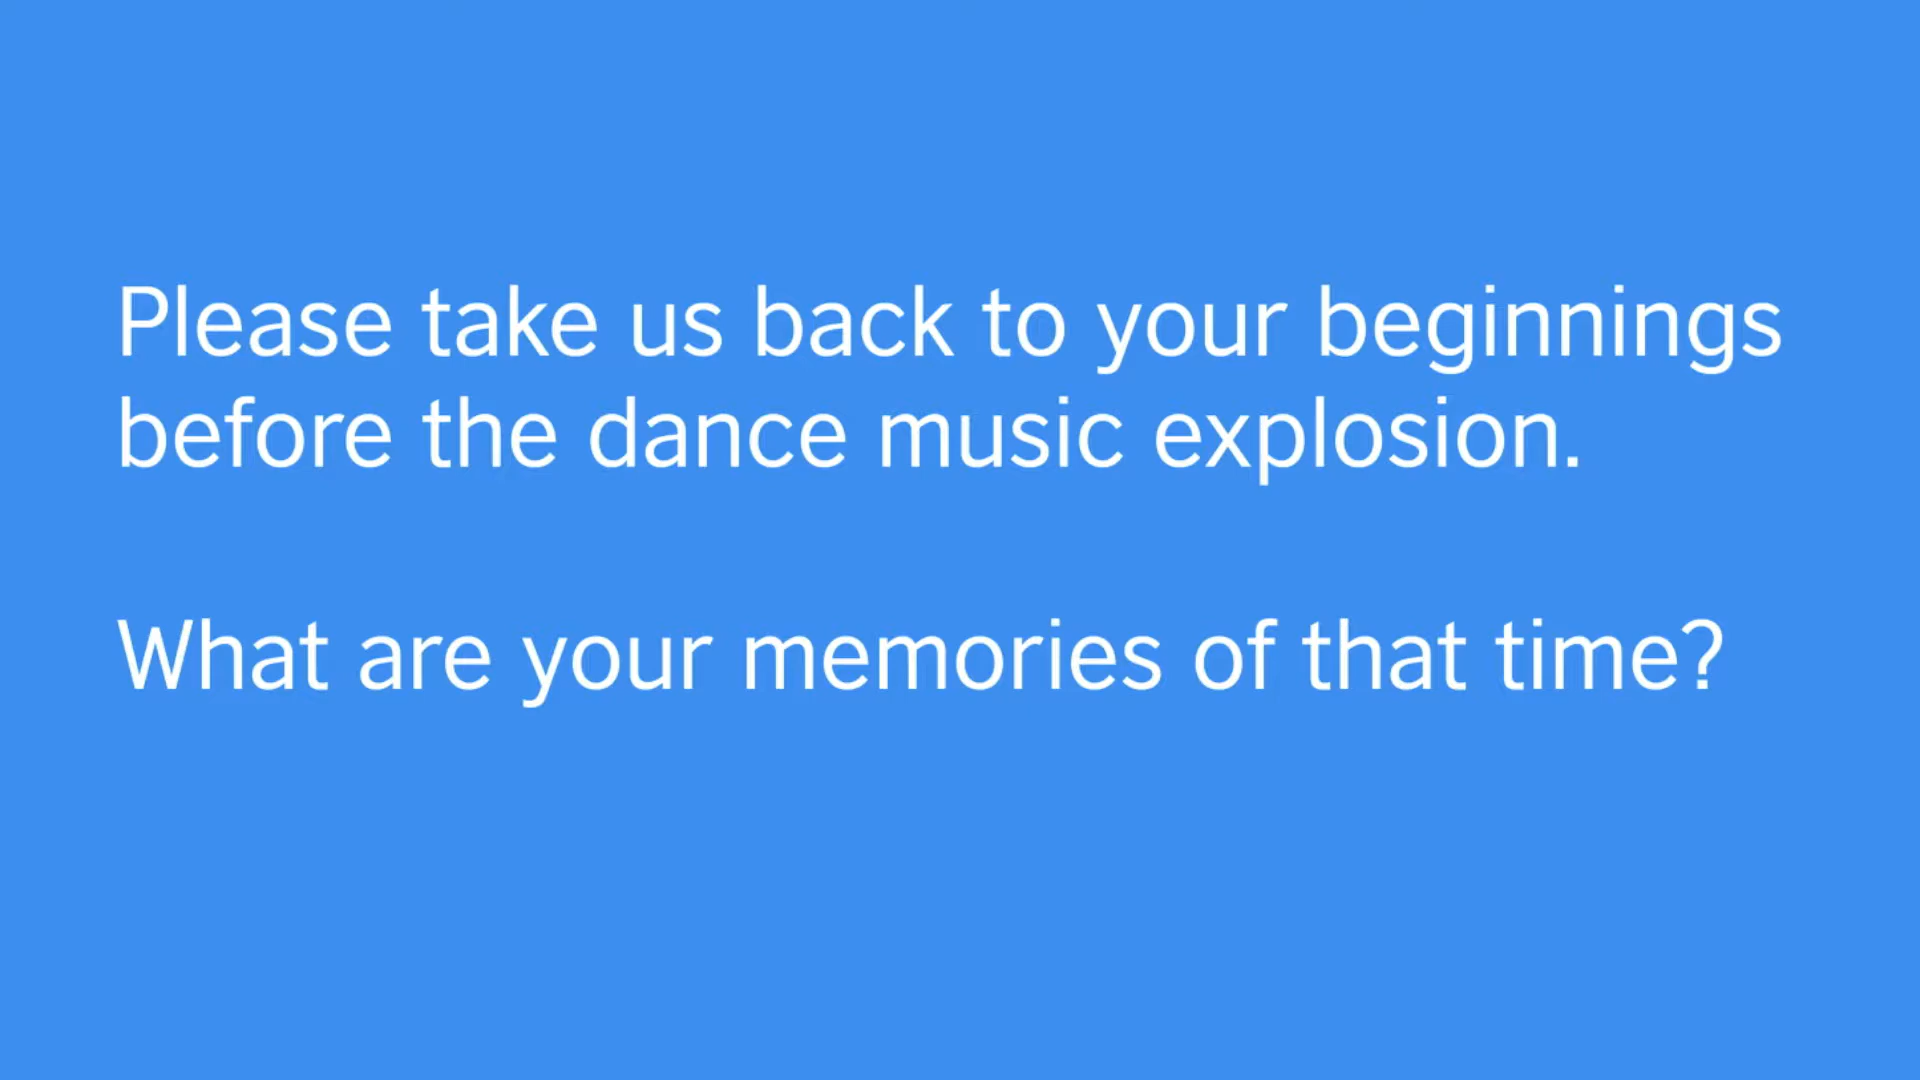 Please take us back to your beginnings
before the dance music explosion.
What are your memories of that time?